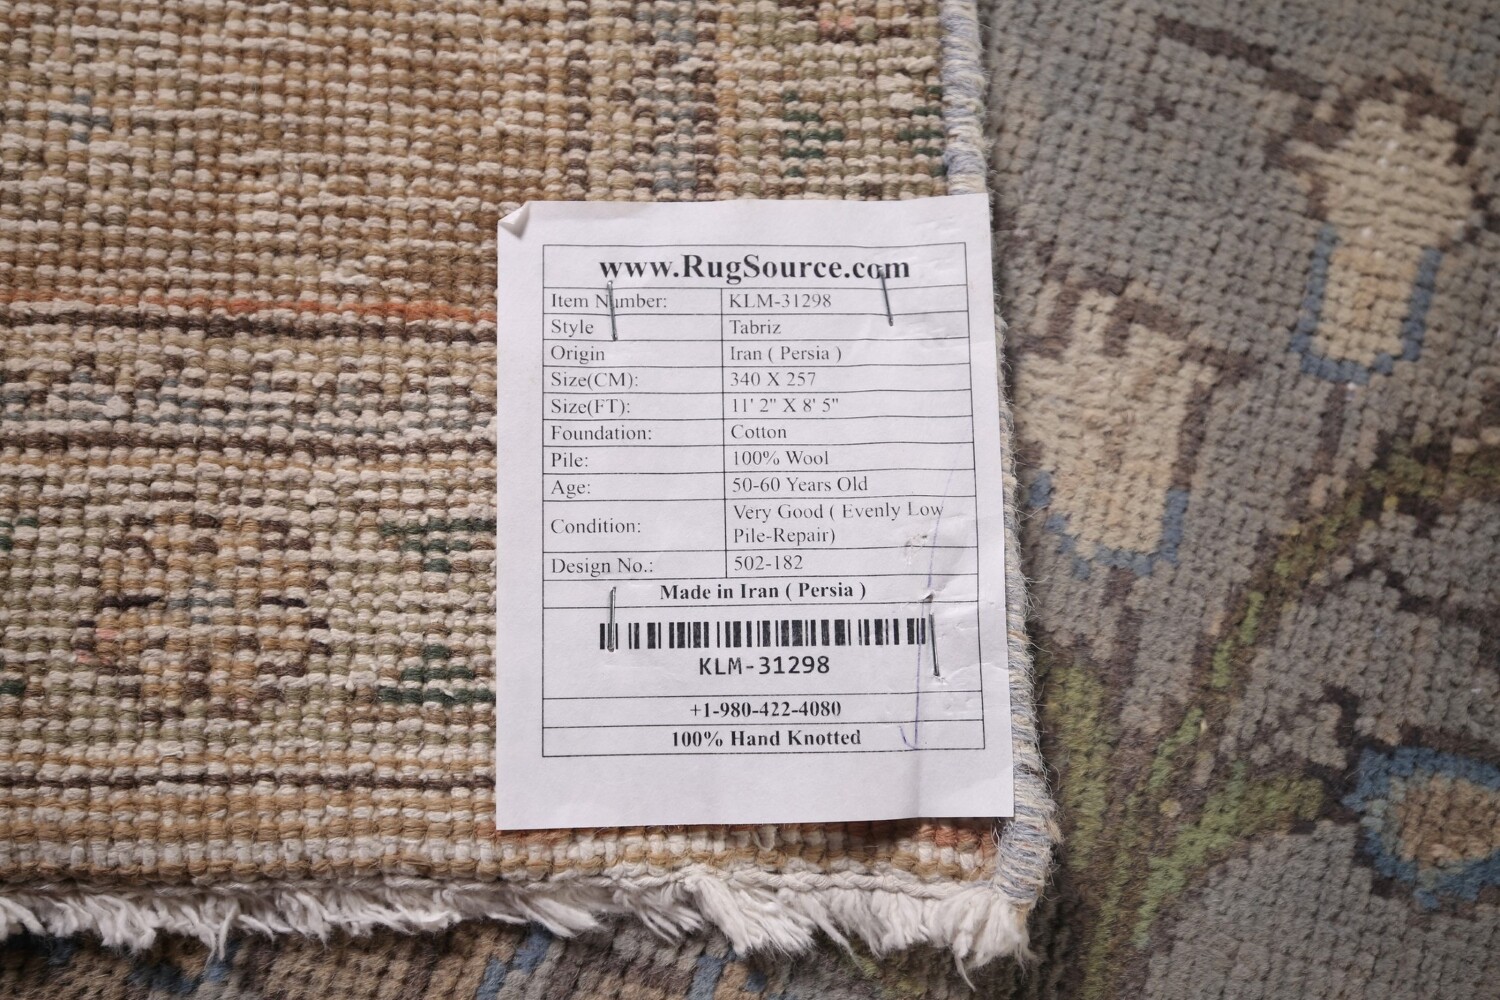 www.RugSource.com
Item Number: KLM-31298
Style Tabriz
Origin Iran ( Persia )
Size(CM): 340 X 257
Size(FT): 11' 2" X 8' 5"
Foundation: Cotton
Pile: 100% Wool
Age: 50-60 Years Old
Condition: Very Good ( Evenly Low
Pile-Repair)
Design No.: 502-182
Made in Iran ( Persia )
KLM-31298
+1-980-422-4080
100% Hand Knotted